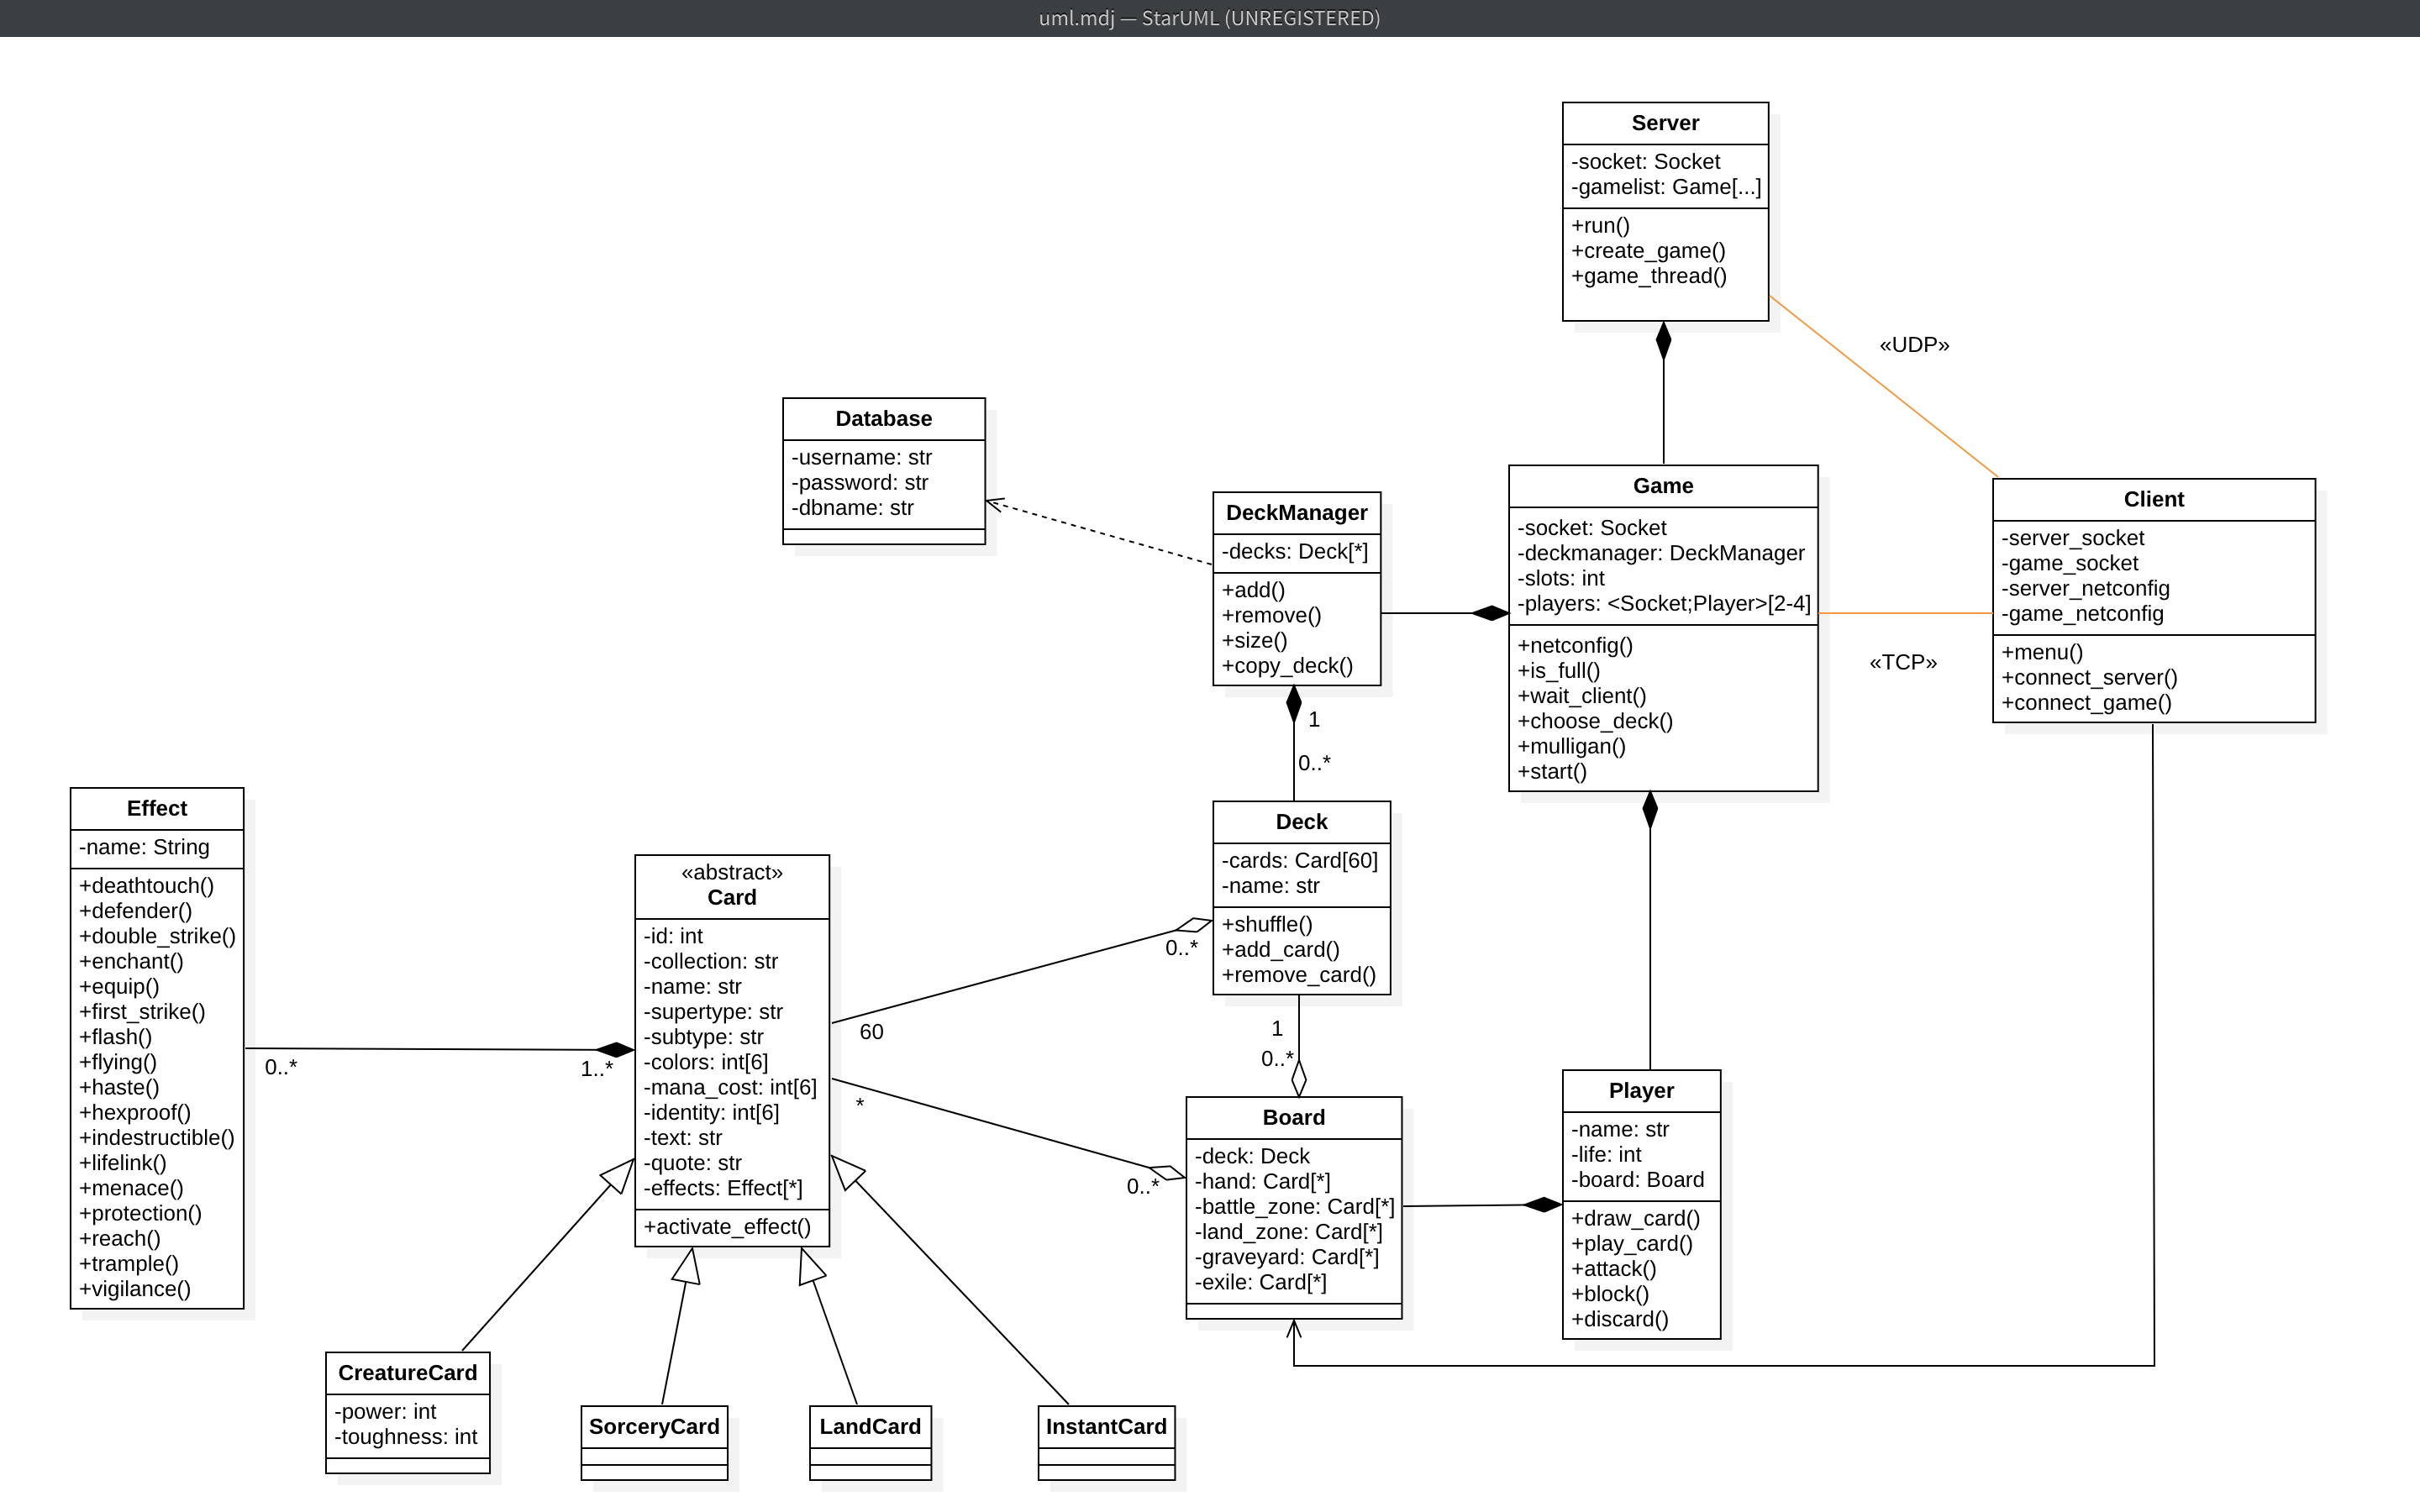 uml.mdj — StarUML (UNREGISTERED)
Server
-socket: Socket
-gamelist: Game[...]
+run()
+create_game()
+game_thread()
«UDP»
Database
-username: str
-password: str
-dbname: str
DeckManager
-decks: Deck[*]
+add()
+remove()
+size()
+copy_deck()
1
0..*
Game
-socket: Socket
-deckmanager: DeckManager
-slots: int
-players: <Socket;Player>[2-4]
+netconfig()
+is_full()
+wait_client()
+choose_deck()
+mulligan()
+start()
«TCP»
Client
-server_socket
-game_socket
-server_netconfig
-game_netconfig
+menu()
+connect_server()
+connect_game()
Effect
-name: String
+deathtouch()
+defender()
+double_strike()
+enchant()
+equip()
+first_strike()
+flash()
+flying()
+haste()
+hexproof()
+indestructible()
+lifelink()
+menace()
+protection()
+reach()
+trample()
+vigilance()
0..*
1..*
«abstract»
Card
-id: int
-collection: str
-name: str
-supertype: str
-subtype: str
-colors: int[6]
-mana_cost: int[6]
-identity: int[6]
-text: str
-quote: str
-effects: Effect[*]
+activate_effect()
60
0..*
*
0..*
Deck
-cards: Card[60]
-name: str
+shuffle()
+add_card()
+remove_card()
1
0..*
Board
-deck: Deck
-hand: Card[*]
-battle_zone: Card[*]
-land_zone: Card[*]
-graveyard: Card[*]
-exile: Card[*]
Player
-name: str
-life: int
-board: Board
+draw_card()
+play_card()
+attack()
+block()
+discard()
CreatureCard
-power: int
-toughness: int
SorceryCard
LandCard
InstantCard